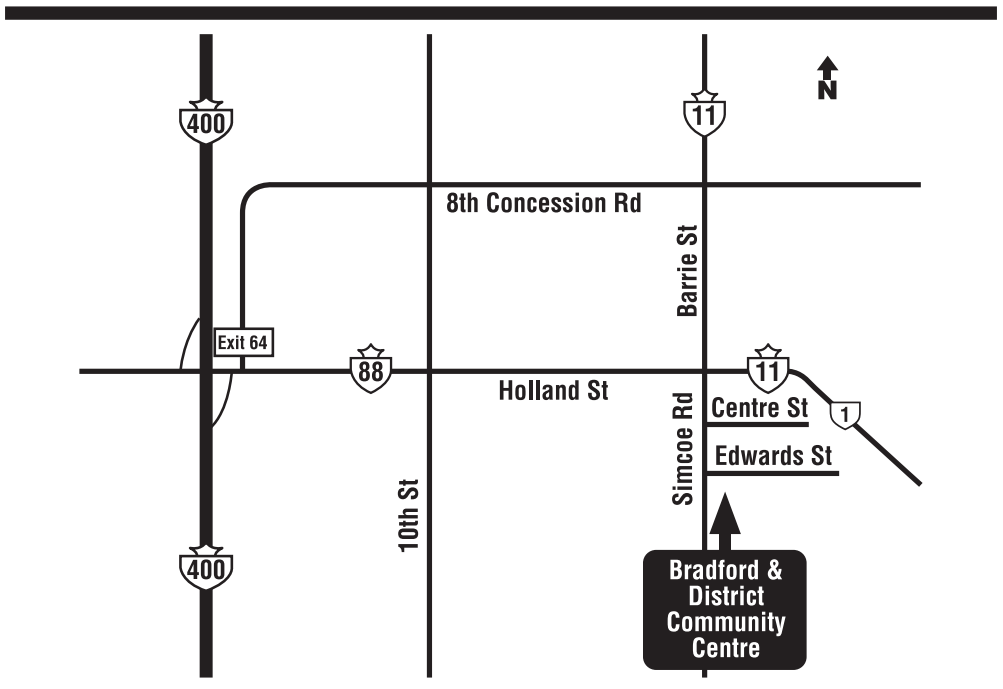 400
11
N
8th Concession Rd
Barrie St
Exit 64
88
11
Holland St
Centre St
1
Simcoe Rd
Edwards St
10th St
400
Bradford &
District
Community
Centre